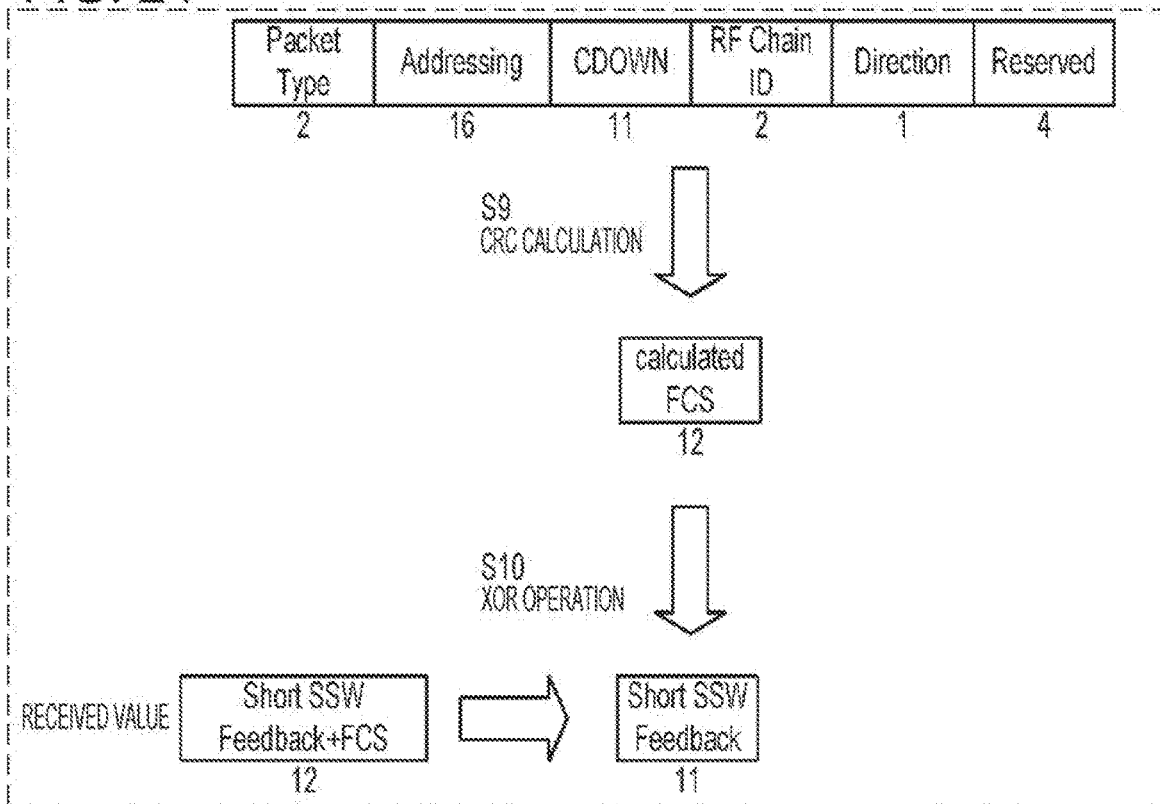 Packet Type
Addressing
CDOWN
RF Chain ID
Direction
Reserved
2
16
11
2
1
4
S9
CRC CALCULATION
calculated
FCS
12
S10
XOR OPERATION
RECEIVED VALUE
Short SSW
Feedback+FCS
12
Short SSW
Feedback
11